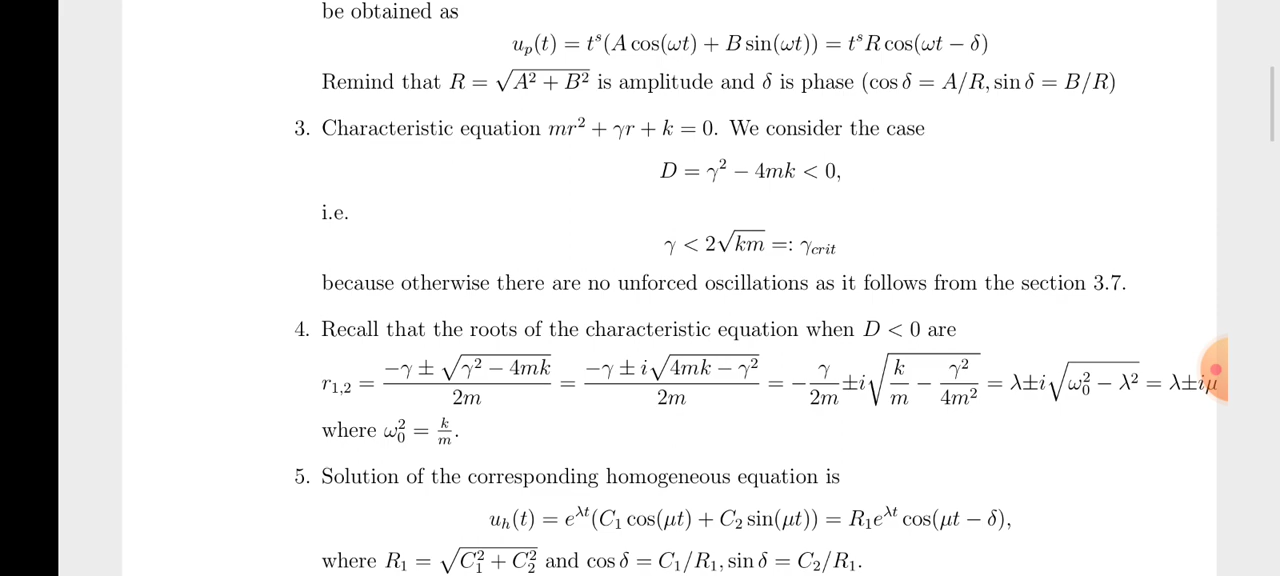 be obtained as
u_p(t) = t^s(A cos(ωt) + B sin(ωt)) = t^s R cos(ωt − δ)
Remind that R = √(A² + B²) is amplitude and δ is phase (cos δ = A/R, sin δ = B/R)
3. Characteristic equation mr² + γr + k = 0. We consider the case
D = γ² − 4mk < 0,
i.e.
γ < 2√(km) =: γ_crit
because otherwise there are no unforced oscillations as it follows from the section 3.7.
4. Recall that the roots of the characteristic equation when D < 0 are
r_{1,2} = (−γ ± √(γ² − 4mk))/(2m) = (−γ ± i√(4mk − γ²))/(2m) = −γ/(2m) ± i√(k/m − γ²/(4m²)) = λ±i√(ω₀² − λ²) = λ±iμ
where ω₀² = k/m.
5. Solution of the corresponding homogeneous equation is
u_h(t) = e^{λt}(C₁ cos(μt) + C₂ sin(μt)) = R₁e^{λt} cos(μt − δ),
where R₁ = √(C₁² + C₂²) and cos δ = C₁/R₁, sin δ = C₂/R₁.